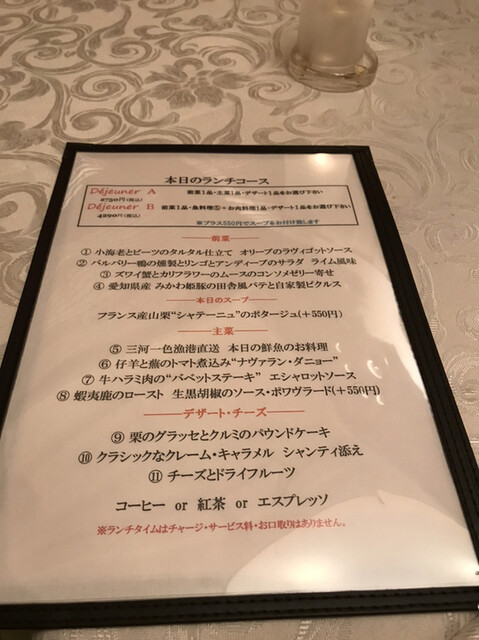 本日のランチコース
Déjeuner A 前菜1品・主菜1品・デザート1品をお選び下さい
2750円(税込)
Déjeuner B 前菜1品・魚料理⑤＋お肉料理1品・デザート1品をお選び下さい
4290円(税込)
※プラス550円でスープをお付け致します
前菜
① 小海老とビーツのタルタル仕立て オリーブのラヴィゴットソース
② バルバリー鴨の燻製とリンゴとアンディーブのサラダ ライム風味
③ ズワイ蟹とカリフラワーのムースのコンソメゼリー寄せ
④ 愛知県産 みかわ姫豚の田舎風パテと自家製ピクルス
本日のスープ
フランス産山栗“シャテーニュ”のポタージュ(＋550円)
主菜
⑤ 三河一色漁港直送 本日の鮮魚のお料理
⑥ 仔羊と蕪のトマト煮込み“ナヴァラン・ダニョー”
⑦ 牛ハラミ肉の“バベットステーキ” エシャロットソース
⑧ 蝦夷鹿のロースト 生黒胡椒のソース・ポワヴラード(＋550円)
デザート・チーズ
⑨ 栗のグラッセとクルミのパウンドケーキ
⑩ クラシックなクレーム・キャラメル シャンティ添え
⑪ チーズとドライフルーツ
コーヒー or 紅茶 or エスプレッソ
※ランチタイムはチャージ・サービス料・お口取りはありません。